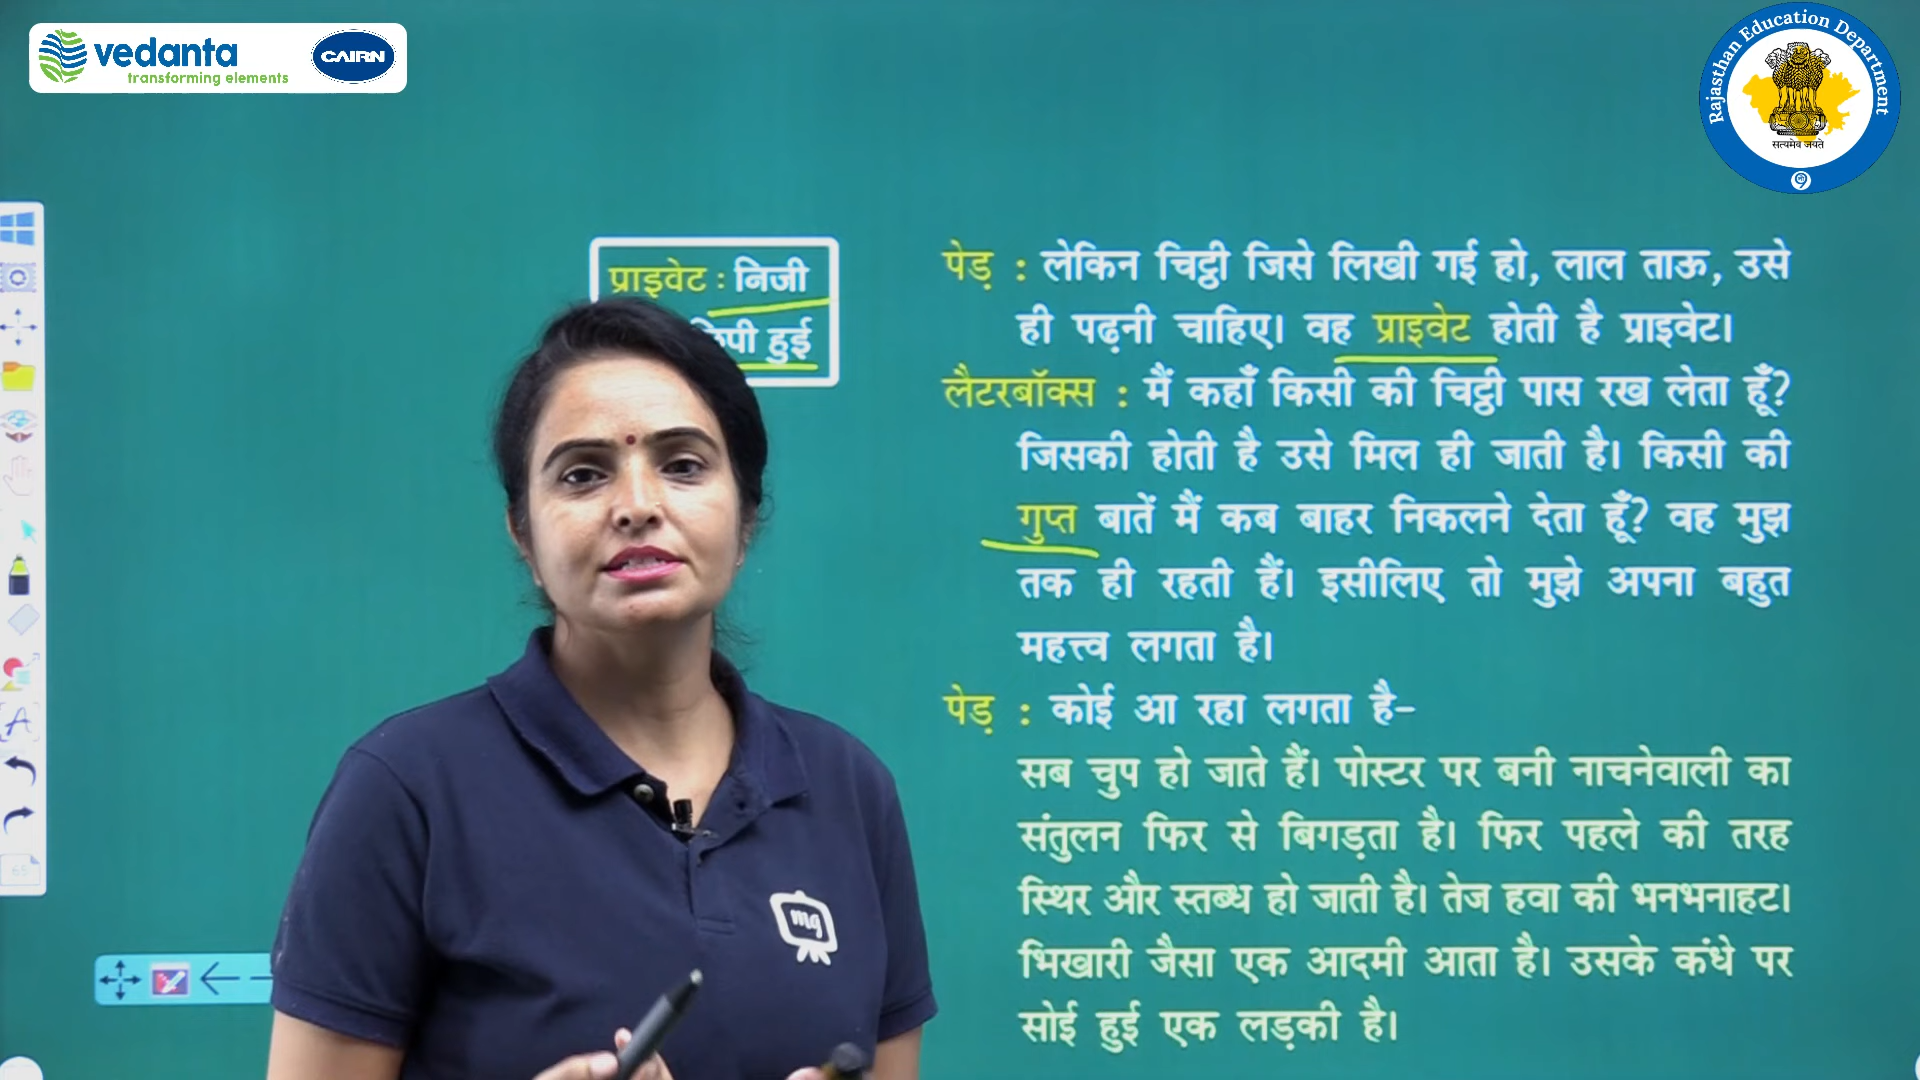 vedanta
transforming elements
CAIRN
Rajasthan Education Department
सत्यमेव जयते
प्राइवेट : निजी
हुई
पेड़ : लेकिन चिट्ठी जिसे लिखी गई हो, लाल ताऊ, उसे
ही पढ़नी चाहिए। वह प्राइवेट होती है प्राइवेट।
लैटरबॉक्स : मैं कहाँ किसी की चिट्ठी पास रख लेता हूँ?
जिसकी होती है उसे मिल ही जाती है। किसी की
गुप्त बातें मैं कब बाहर निकलने देता हूँ? वह मुझ
तक ही रहती हैं। इसीलिए तो मुझे अपना बहुत
महत्त्व लगता है।
पेड़ : कोई आ रहा लगता है–
सब चुप हो जाते हैं। पोस्टर पर बनी नाचनेवाली का
संतुलन फिर से बिगड़ता है। फिर पहले की तरह
स्थिर और स्तब्ध हो जाती है। तेज हवा की भनभनाहट।
भिखारी जैसा एक आदमी आता है। उसके कंधे पर
सोई हुई एक लड़की है।
mg
65